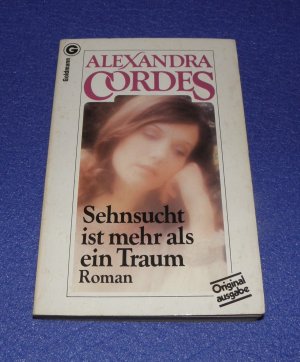 G
Goldmann
ALEXANDRA
CORDES
Sehnsucht
ist mehr als
ein Traum
Roman
Original
ausgabe